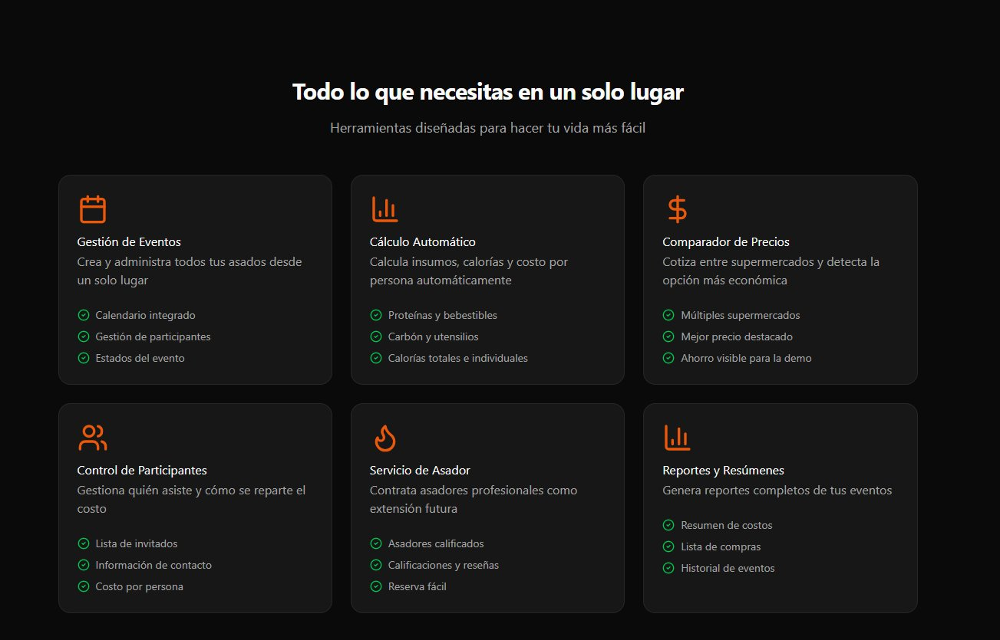 Todo lo que necesitas en un solo lugar
Herramientas diseñadas para hacer tu vida más fácil
Gestión de Eventos
Crea y administra todos tus asados desde
un solo lugar
Calendario integrado
Gestión de participantes
Estados del evento
Cálculo Automático
Calcula insumos, calorías y costo por
persona automáticamente
Proteínas y bebestibles
Carbón y utensilios
Calorías totales e individuales
Comparador de Precios
Cotiza entre supermercados y detecta la
opción más económica
Múltiples supermercados
Mejor precio destacado
Ahorro visible para la demo
Control de Participantes
Gestiona quién asiste y cómo se reparte el
costo
Lista de invitados
Información de contacto
Costo por persona
Servicio de Asador
Contrata asadores profesionales como
extensión futura
Asadores calificados
Calificaciones y reseñas
Reserva fácil
Reportes y Resúmenes
Genera reportes completos de tus eventos
Resumen de costos
Lista de compras
Historial de eventos